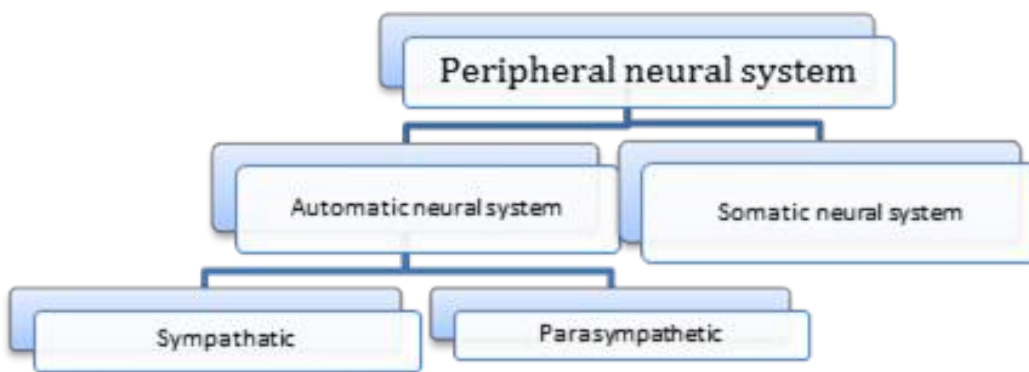 Peripheral neural system
Automatic neural system
Somatic neural system
Sympathatic
Parasympathetic